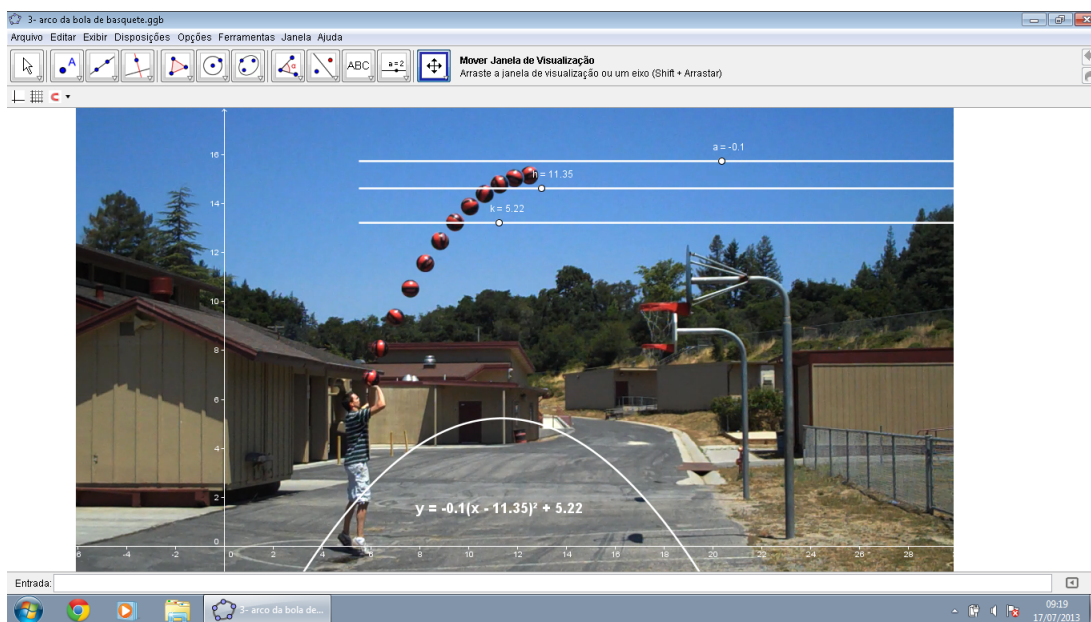 3- arco da bola de basquete.ggb
Arquivo Editar Exibir Disposições Opções Ferramentas Janela Ajuda
ABC
a=2
Mover Janela de Visualização
Arraste a janela de visualização ou um eixo (Shift + Arrastar)
a = -0.1
16
h = 11.35
14
k = 5.22
12
10
8
6
4
2
y = -0.1(x - 11.35)² + 5.22
0
-6 -4 -2 0 2 4 6 8 10 12 14 16 18 20 22 24 26 28
Entrada:
3- arco da bola de...
09:19
17/07/2013